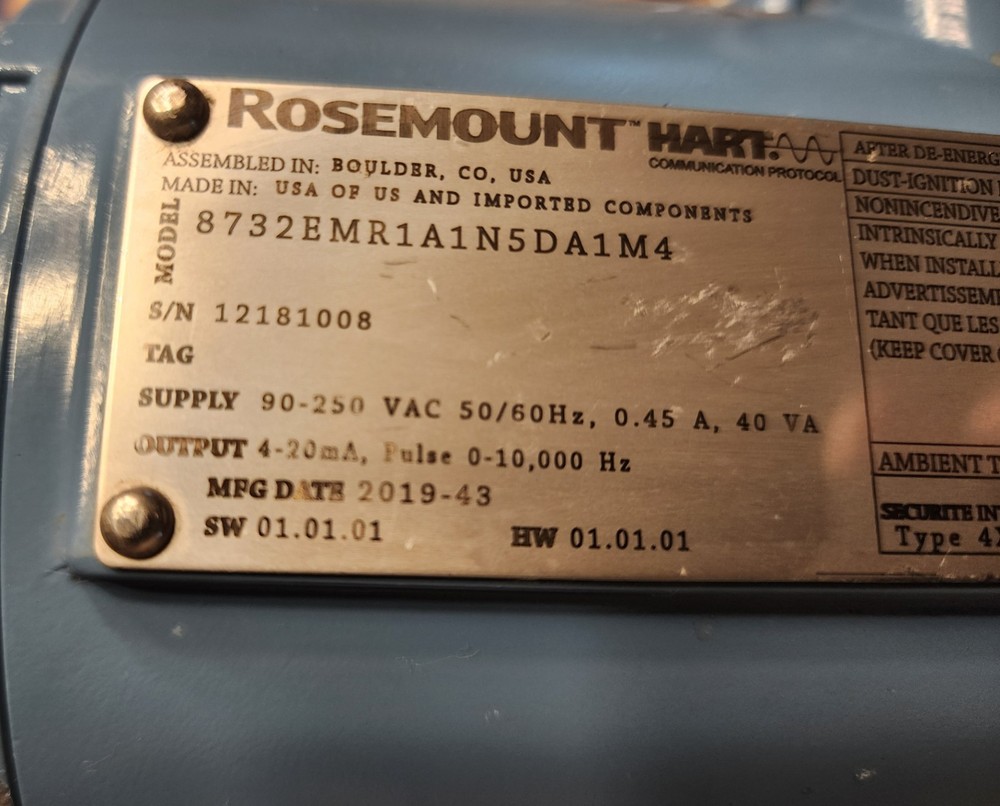 ROSEMOUNT™ HART
COMMUNICATION PROTOCOL
ASSEMBLED IN: BOULDER, CO, USA
MADE IN: USA OF US AND IMPORTED COMPONENTS
MODEL 8732EMR1A1N5DA1M4
S/N 12181008
TAG
SUPPLY 90-250 VAC 50/60Hz, 0.45 A, 40 VA
OUTPUT 4-20mA, Pulse 0-10,000 Hz
MFG DATE 2019-43
SW 01.01.01 HW 01.01.01
AFTER DE-ENERG
DUST-IGNITION
NONINCENDIVE
INTRINSICALLY
WHEN INSTALL
ADVERTISSEM
TANT QUE LES
(KEEP COVER
AMBIENT T
SECURITE IN
Type 4X